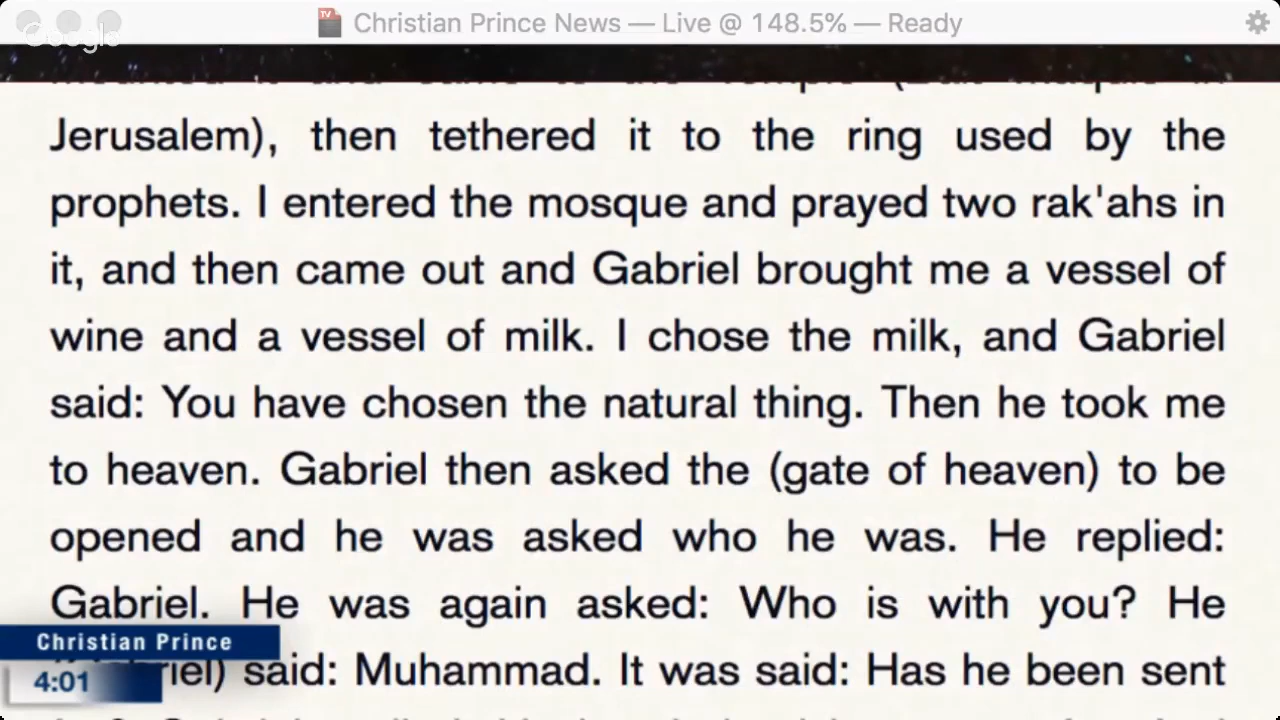 TV
Christian Prince News — Live @ 148.5% — Ready
Google
Jerusalem), then tethered it to the ring used by the
prophets. I entered the mosque and prayed two rak'ahs in
it, and then came out and Gabriel brought me a vessel of
wine and a vessel of milk. I chose the milk, and Gabriel
said: You have chosen the natural thing. Then he took me
to heaven. Gabriel then asked the (gate of heaven) to be
opened and he was asked who he was. He replied:
Gabriel. He was again asked: Who is with you? He
said: Muhammad. It was said: Has he been sent
Christian Prince
4:01